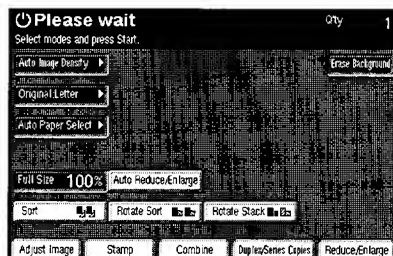 Please wait
Qty 1
Select modes and press Start.
Auto Image Density
Erase Background
Original:Letter
Auto Paper Select
Full Size 100% Auto Reduce/Enlarge
Sort Rotate Sort Rotate Stack
Adjust Image Stamp Combine Duplex/Series Copies Reduce/Enlarge